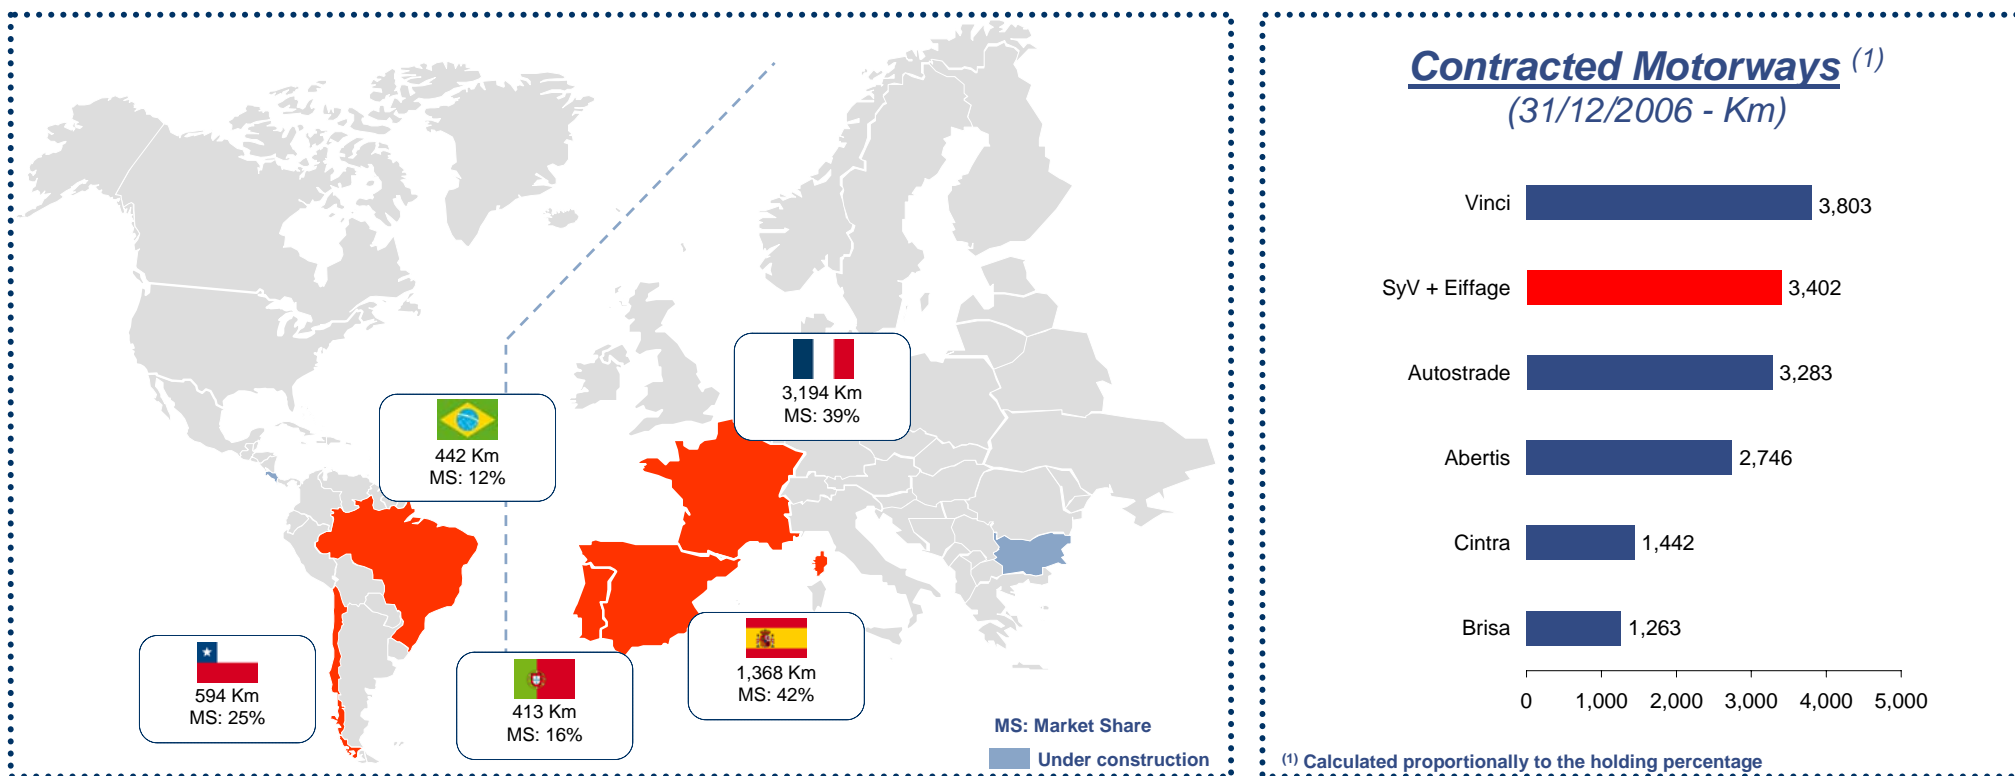 3,194 Km
MS: 39%
442 Km
MS: 12%
594 Km
MS: 25%
413 Km
MS: 16%
1,368 Km
MS: 42%
MS: Market Share
Under construction
Contracted Motorways (1)
(31/12/2006 - Km)
Vinci 3,803
SyV + Eiffage 3,402
Autostrade 3,283
Abertis 2,746
Cintra 1,442
Brisa 1,263
0 1,000 2,000 3,000 4,000 5,000
(1) Calculated proportionally to the holding percentage